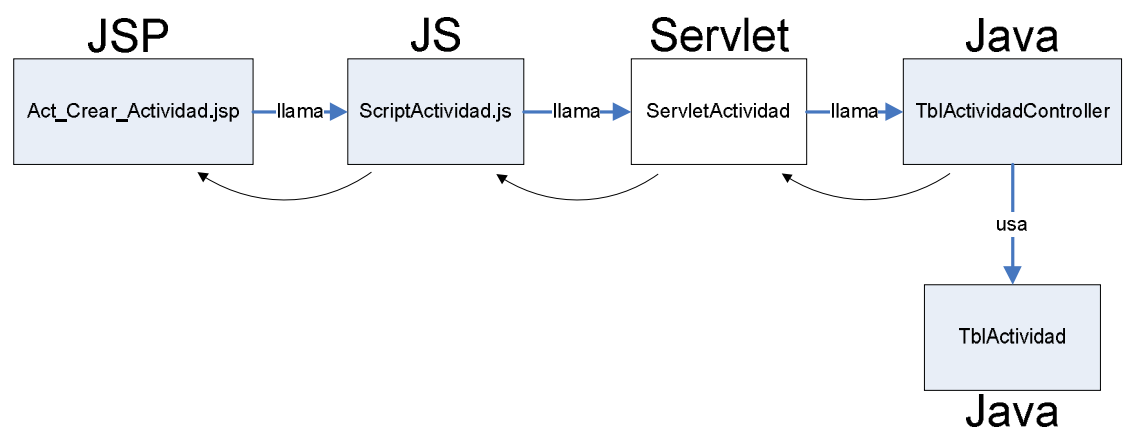 JSP
JS
Servlet
Java
Act_Crear_Actividad.jsp
llama
ScriptActividad.js
llama
ServletActividad
llama
TblActividadController
usa
TblActividad
Java